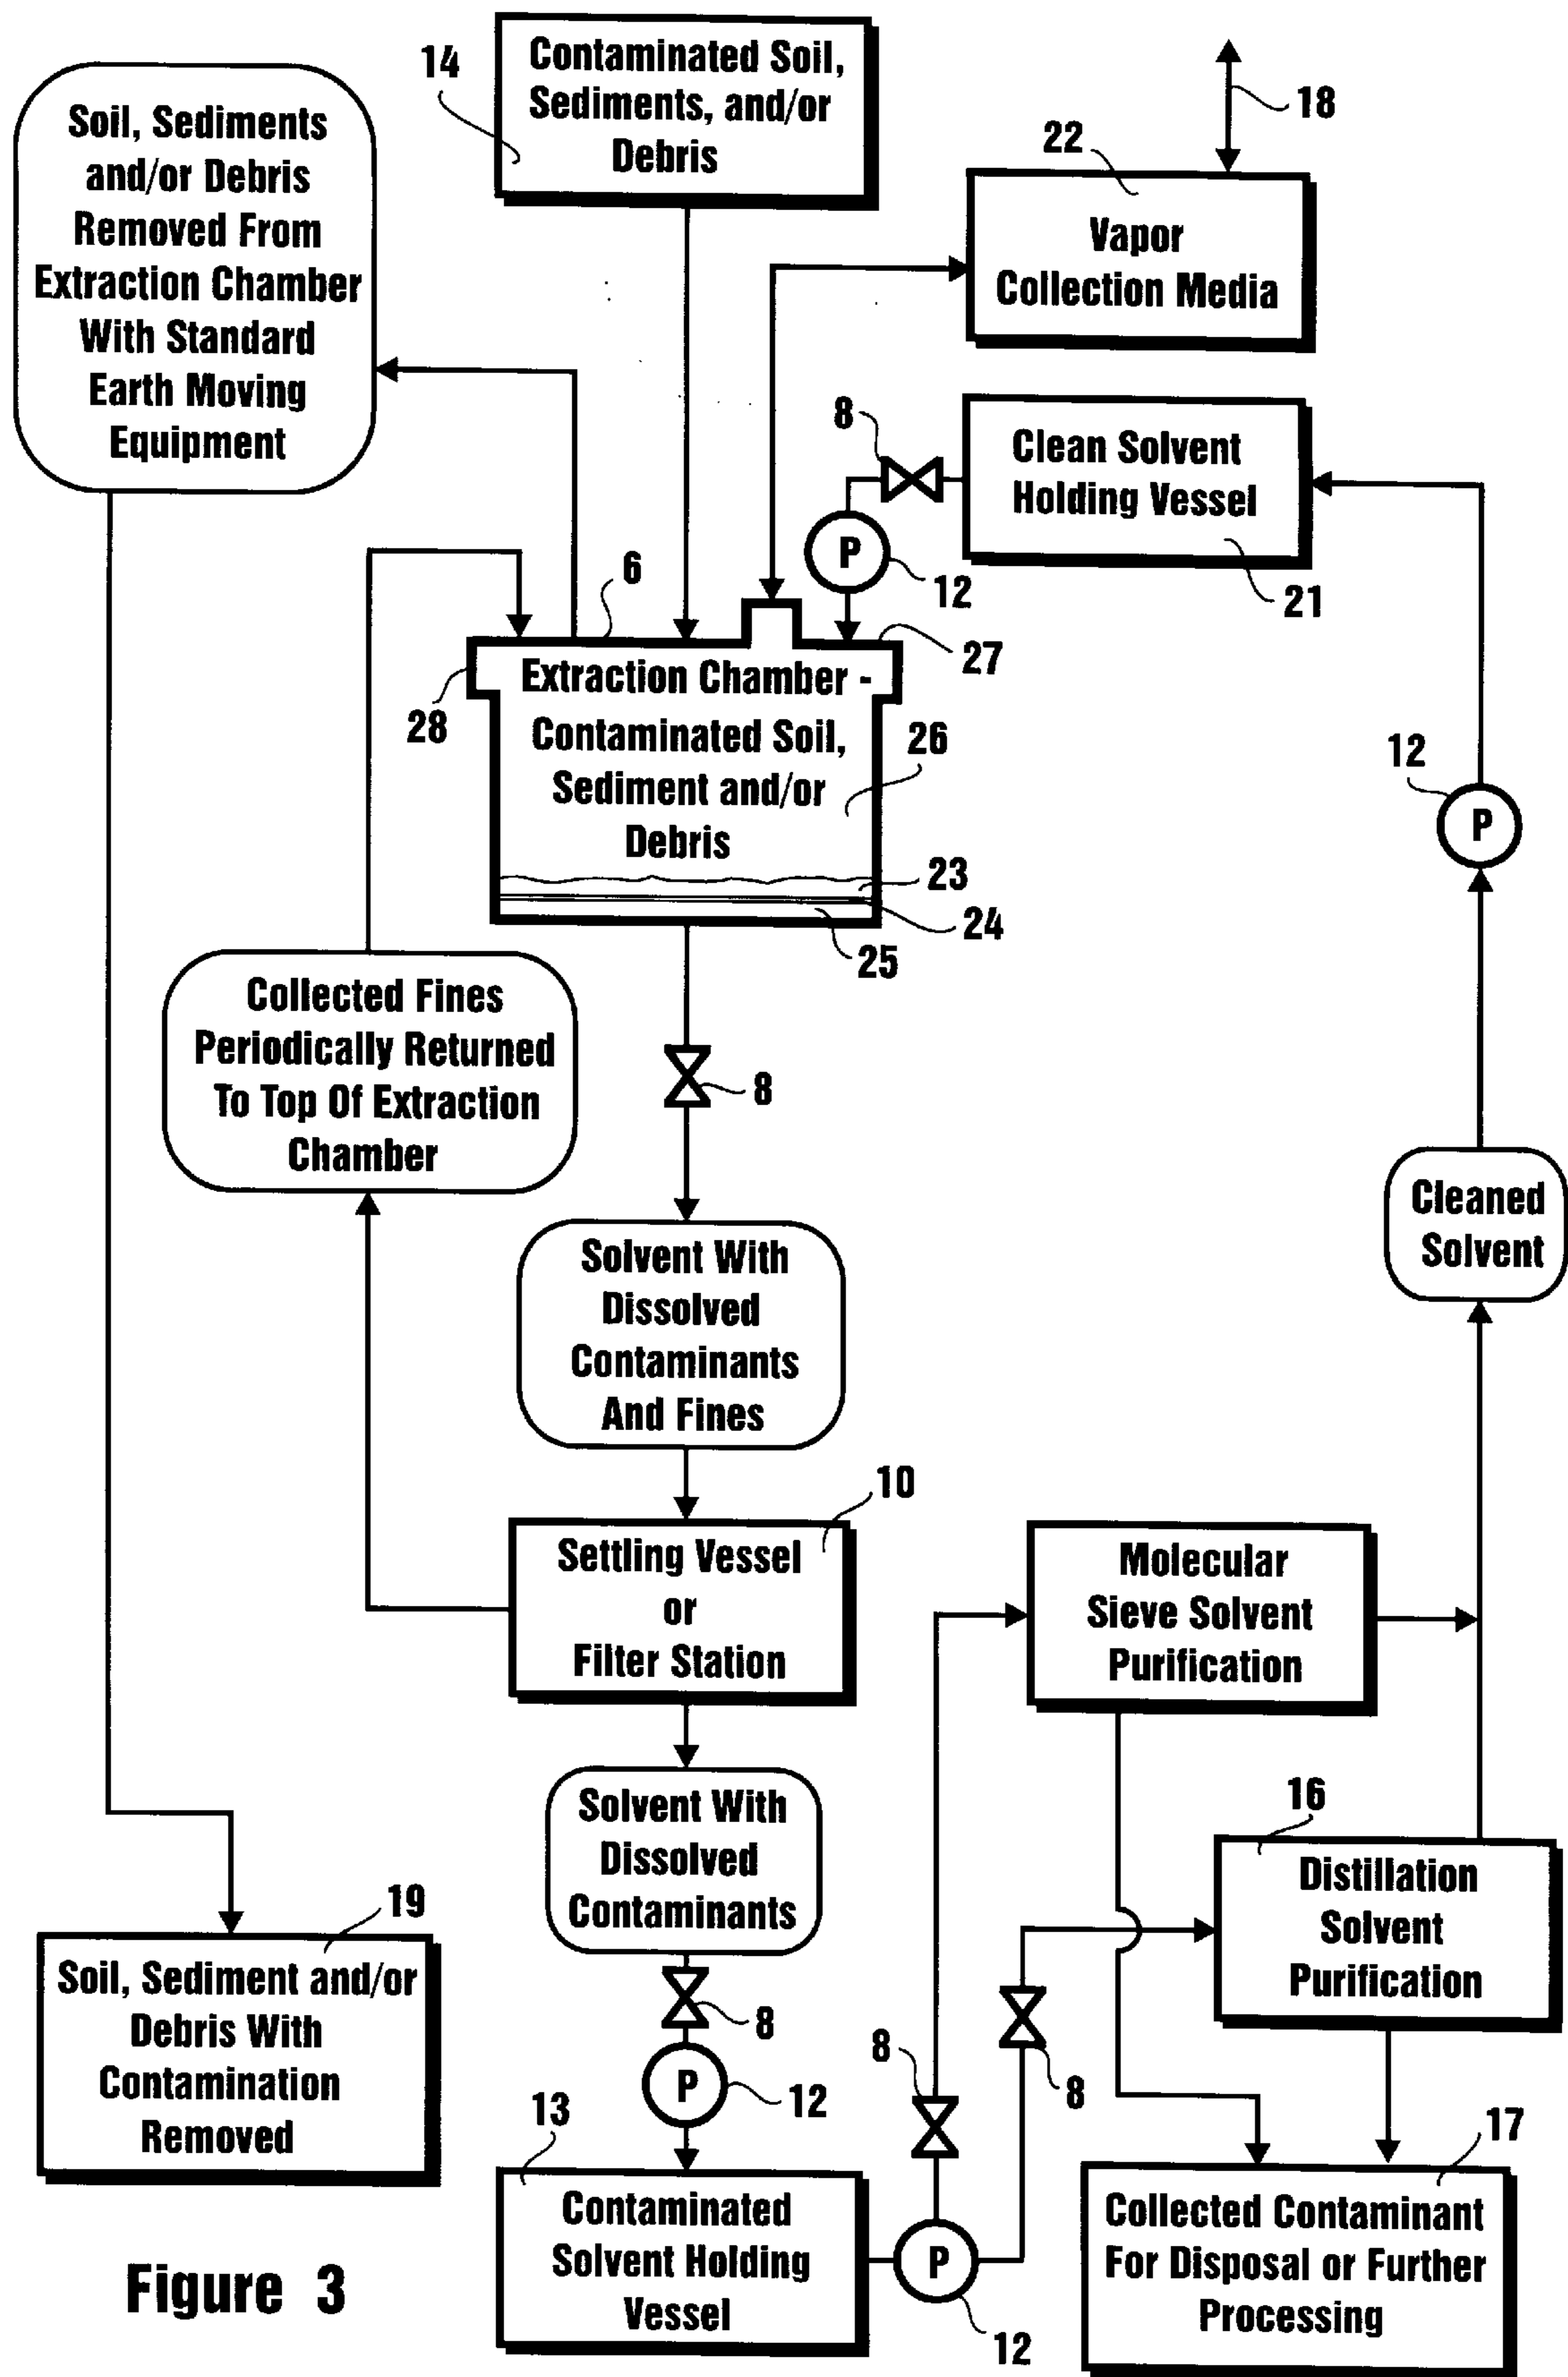 14
Contaminated Soil,
Sediments, and/or
Debris
18
22
Vapor
Collection Media
Soil, Sediments
and/or Debris
Removed From
Extraction Chamber
With Standard
Earth Moving
Equipment
8
Clean Solvent
Holding Vessel
P
12
21
6
27
28
Extraction Chamber -
Contaminated Soil,
Sediment and/or
Debris
26
23
24
25
12
P
Collected Fines
Periodically Returned
To Top Of Extraction
Chamber
8
Cleaned
Solvent
Solvent With
Dissolved
Contaminants
And Fines
10
Settling Vessel
or
Filter Station
Molecular
Sieve Solvent
Purification
Solvent With
Dissolved
Contaminants
16
Distillation
Solvent
Purification
19
Soil, Sediment and/or
Debris With
Contamination
Removed
8
P
12
8
8
13
Contaminated
Solvent Holding
Vessel
P
12
17
Collected Contaminant
For Disposal or Further
Processing
Figure 3